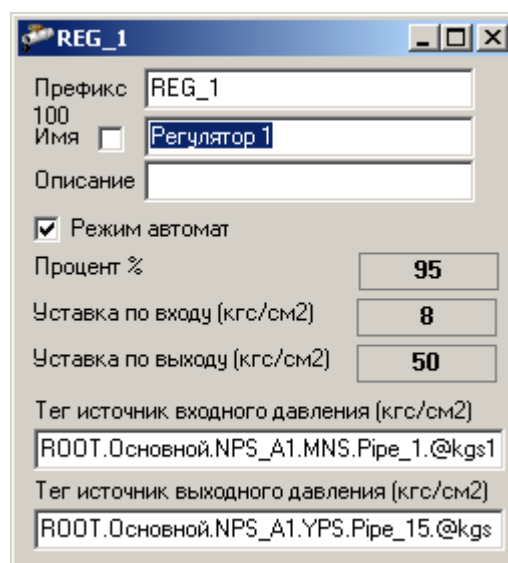 REG_1
Префикс REG_1
100
Имя Регулятор 1
Описание
Режим автомат
Процент % 95
Уставка по входу (кгс/см2) 8
Уставка по выходу (кгс/см2) 50
Тег источник входного давления (кгс/см2)
ROOT.Основной.NPS_A1.MNS.Pipe_1.@kgs1
Тег источник выходного давления (кгс/см2)
ROOT.Основной.NPS_A1.YPS.Pipe_15.@kgs